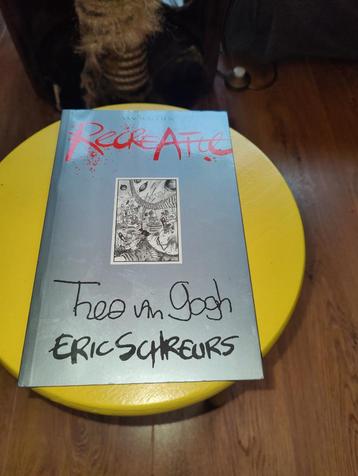 RECREATIE
Theo van Gogh
ERIC SCHREURS